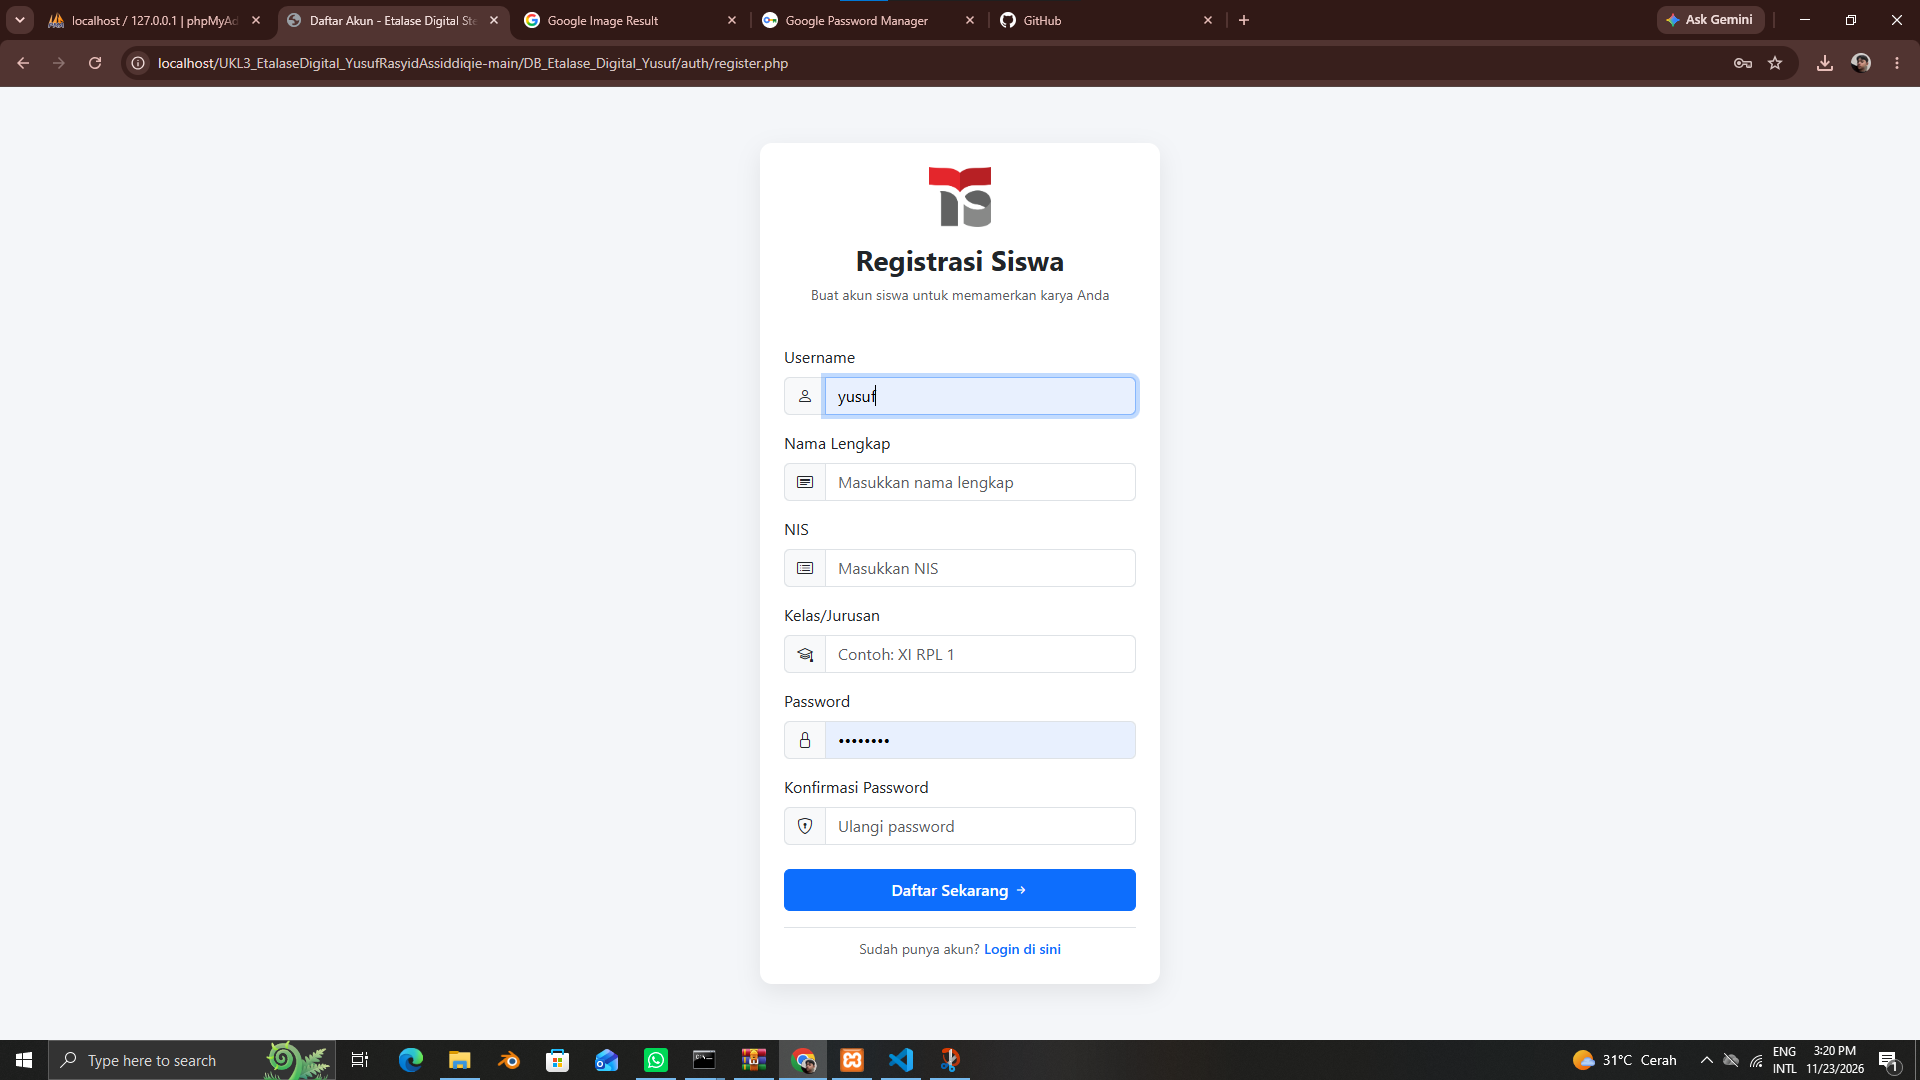 localhost / 127.0.0.1 | phpMyAd
Daftar Akun - Etalase Digital Ste
Google Image Result
Google Password Manager
GitHub
Ask Gemini
localhost/UKL3_EtalaseDigital_YusufRasyidAssiddiqie-main/DB_Etalase_Digital_Yusuf/auth/register.php
Registrasi Siswa
Buat akun siswa untuk memamerkan karya Anda
Username
yusuf
Nama Lengkap
Masukkan nama lengkap
NIS
Masukkan NIS
Kelas/Jurusan
Contoh: XI RPL 1
Password
••••••••
Konfirmasi Password
Ulangi password
Daftar Sekarang →
Sudah punya akun? Login di sini
Type here to search
31°C Cerah
ENG
INTL
3:20 PM
11/23/2026
1